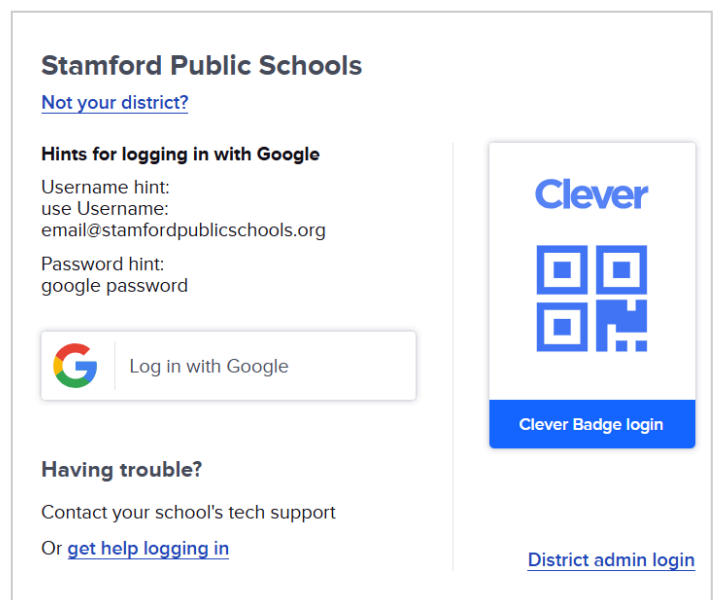 Stamford Public Schools
Not your district?
Hints for logging in with Google
Username hint:
use Username:
email@stamfordpublicschools.org
Password hint:
google password
Log in with Google
Having trouble?
Contact your school's tech support
Or get help logging in
Clever
Clever Badge login
District admin login